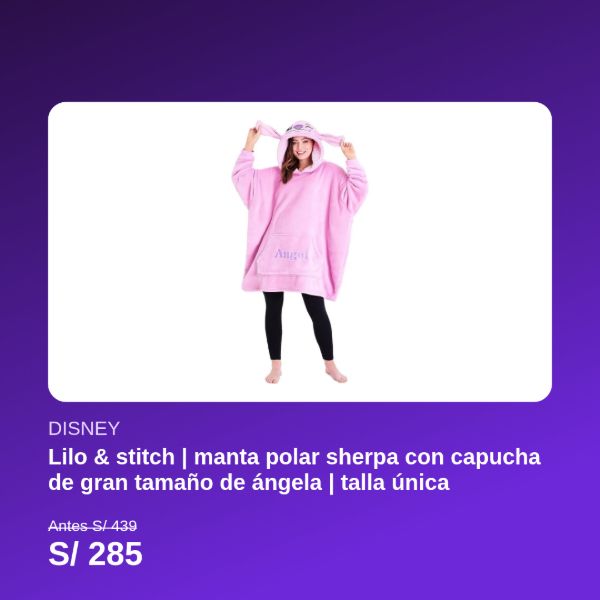 Angel
DISNEY
Lilo & stitch | manta polar sherpa con capucha
de gran tamaño de ángela | talla única
Antes S/ 439
S/ 285